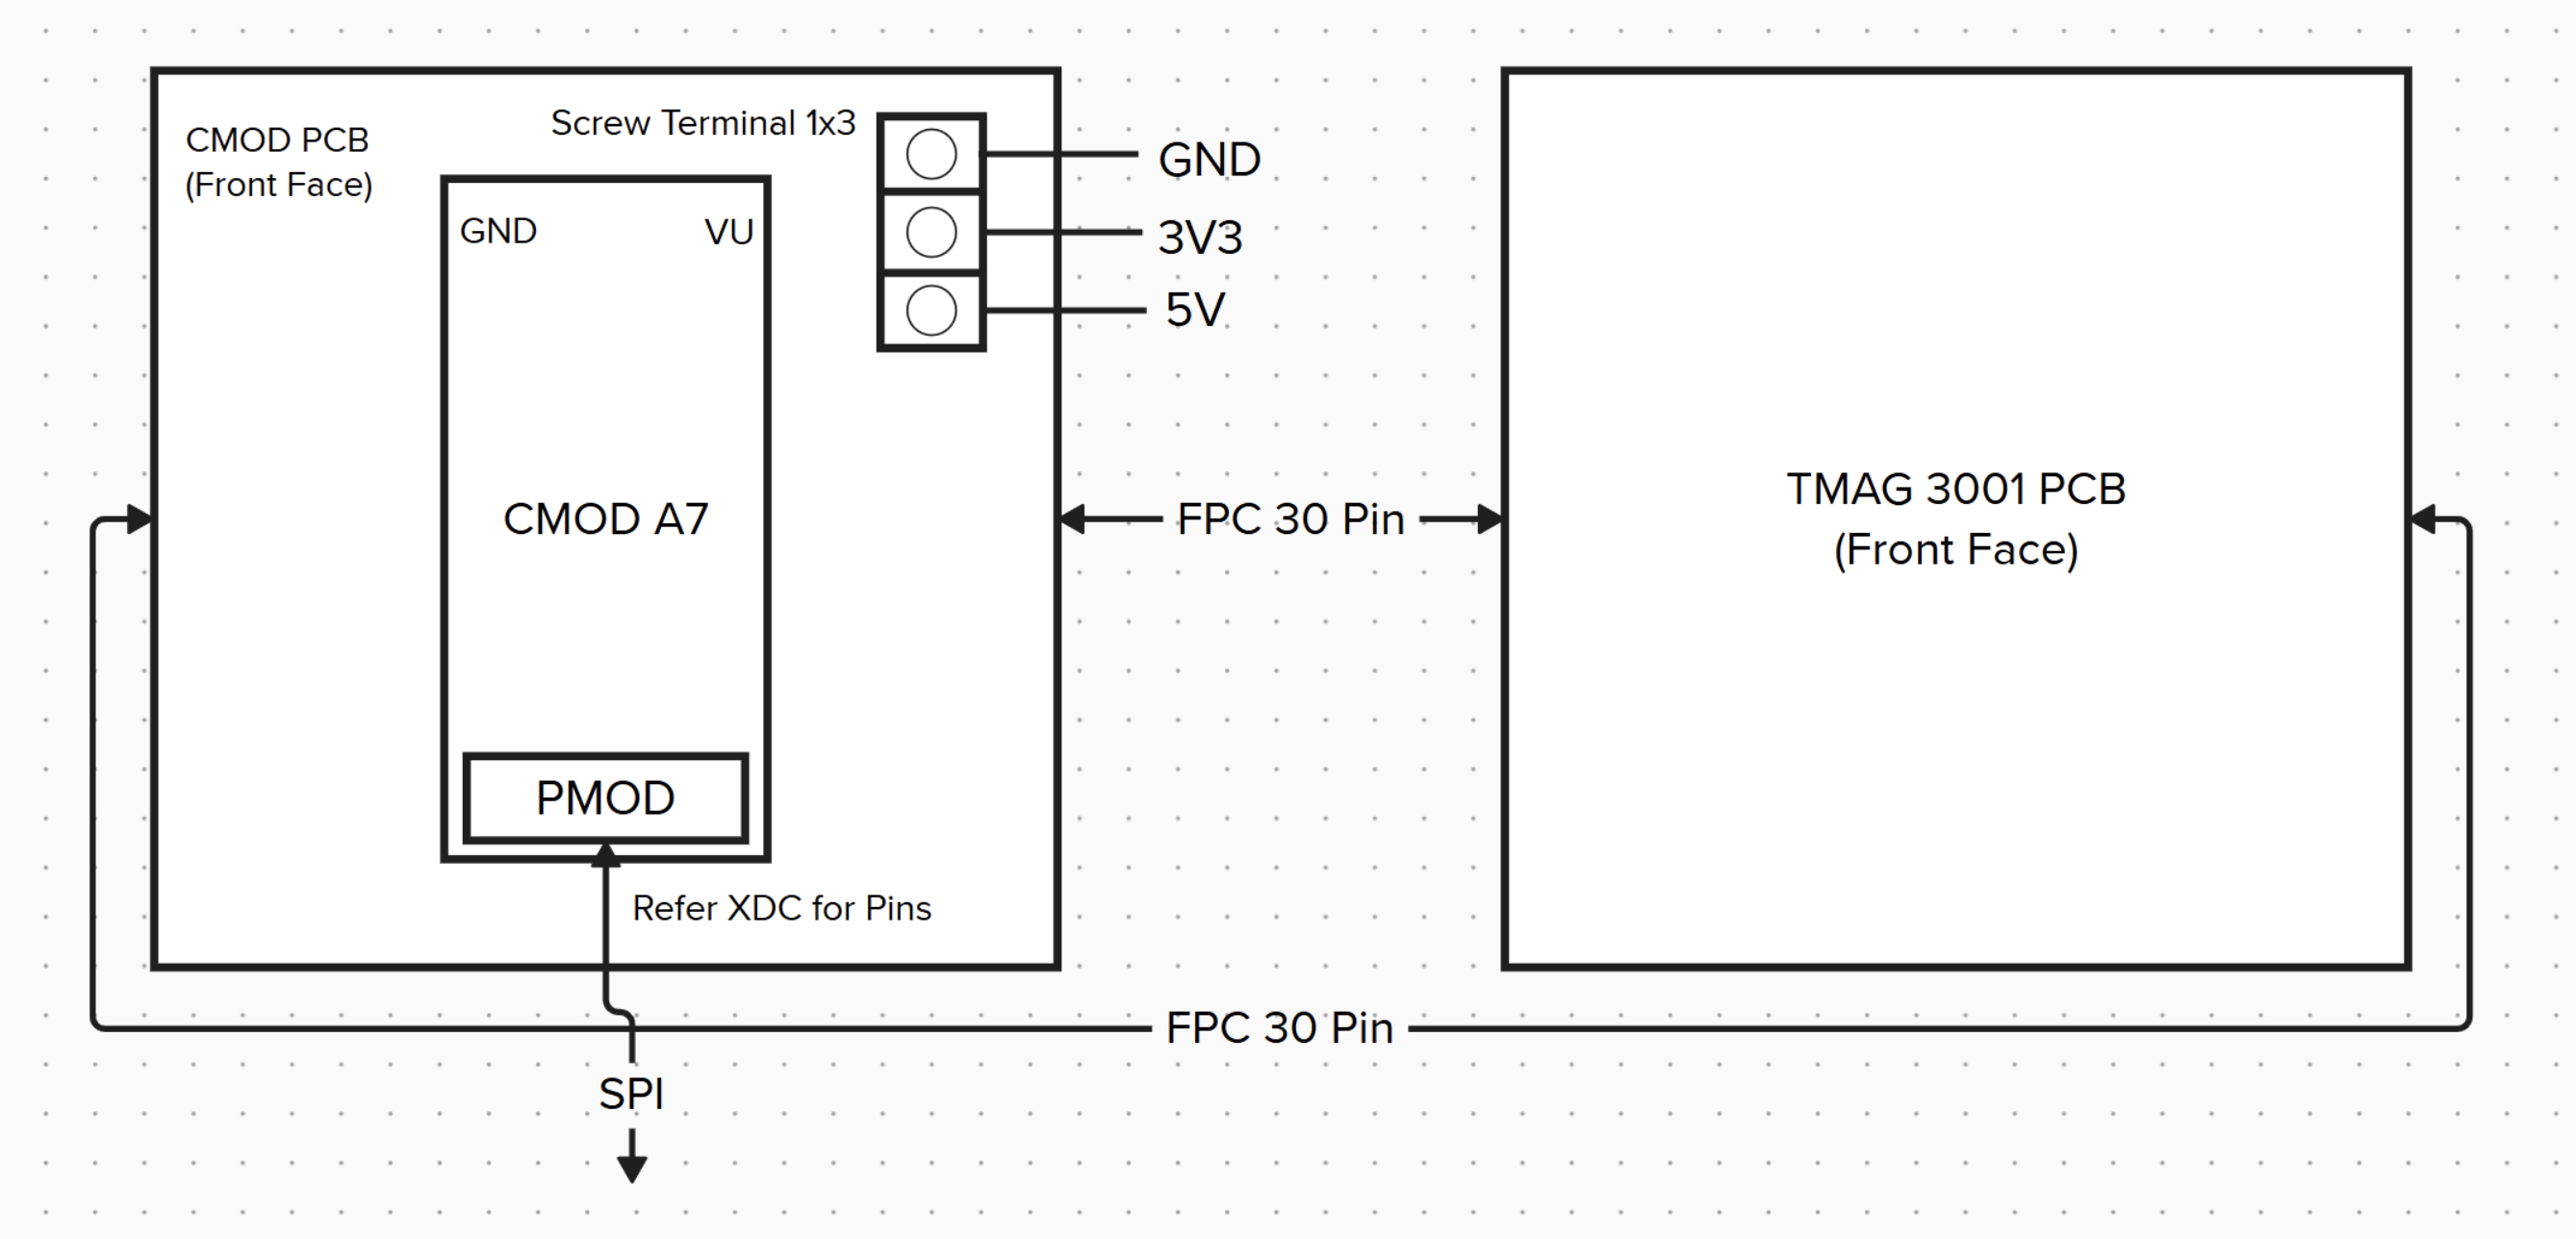 CMOD PCB
(Front Face)
Screw Terminal 1x3
GND
3V3
5V
GND
VU
CMOD A7
PMOD
Refer XDC for Pins
FPC 30 Pin
TMAG 3001 PCB
(Front Face)
FPC 30 Pin
SPI